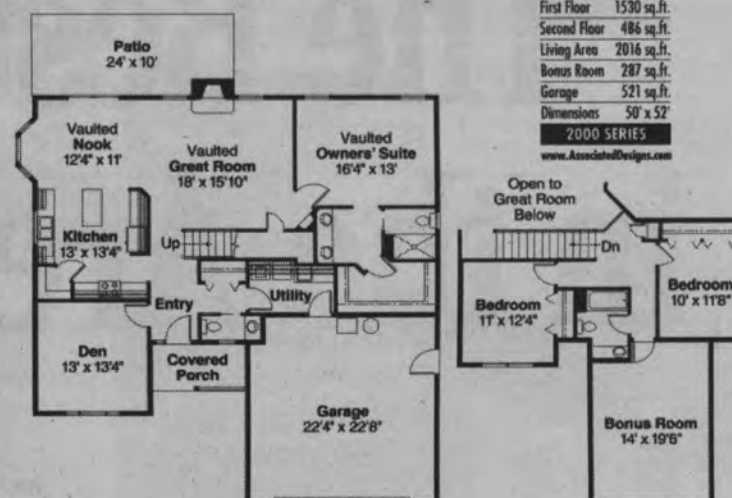 First Floor 1530 sq.ft.
Second Floor 486 sq.ft.
Living Area 2016 sq.ft.
Bonus Room 287 sq.ft.
Garage 521 sq.ft.
Dimensions 50' x 52'
2000 SERIES
www.AssociatedDesigns.com
Patio
24' x 10'
Vaulted
Nook
12'4" x 11'
Vaulted
Great Room
18' x 15'10"
Vaulted
Owners' Suite
16'4" x 13'
Kitchen
13' x 13'4"
Up
Entry
Utility
Den
13' x 13'4"
Covered
Porch
Garage
22'4" x 22'8"
Open to
Great Room
Below
Dn
Bedroom
11' x 12'4"
Bedroom
10' x 11'8"
Bonus Room
14' x 19'6"